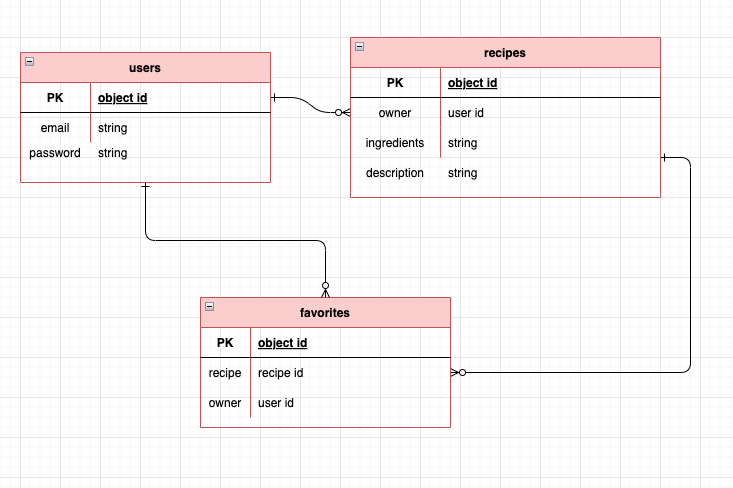 users
PK object id
email string
password string
recipes
PK object id
owner user id
ingredients string
description string
favorites
PK object id
recipe recipe id
owner user id